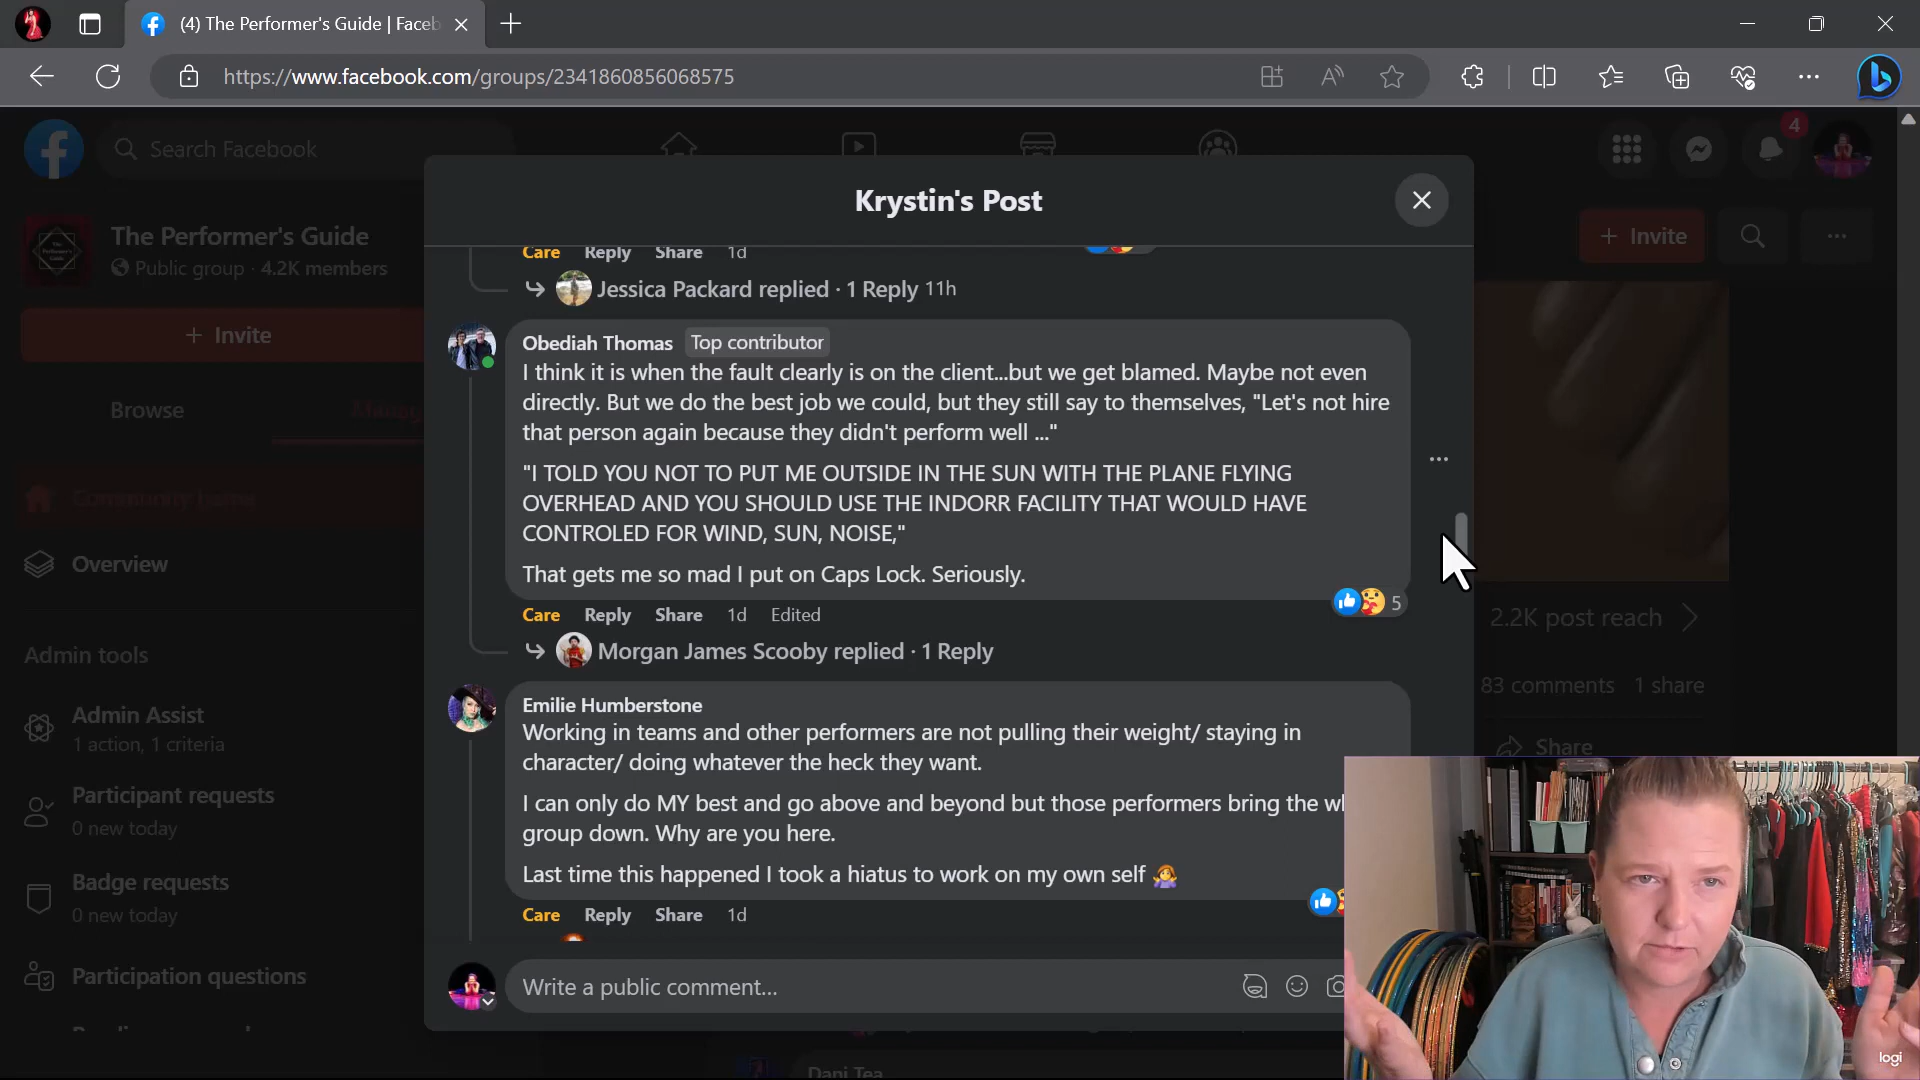 (4) The Performer's Guide | Faceb
https://www.facebook.com/groups/2341860856068575
Search Facebook
4
The Performer's Guide
Public group · 4.2K members
+ Invite
Browse
Overview
Admin tools
Admin Assist
1 action, 1 criteria
Participant requests
0 new today
Badge requests
0 new today
Participation questions
Krystin's Post
Care Reply Share 1d
Jessica Packard replied · 1 Reply 11h
Obediah Thomas Top contributor
I think it is when the fault clearly is on the client...but we get blamed. Maybe not even
directly. But we do the best job we could, but they still say to themselves, "Let's not hire
that person again because they didn't perform well ..."
"I TOLD YOU NOT TO PUT ME OUTSIDE IN THE SUN WITH THE PLANE FLYING
OVERHEAD AND YOU SHOULD USE THE INDORR FACILITY THAT WOULD HAVE
CONTROLED FOR WIND, SUN, NOISE,"
That gets me so mad I put on Caps Lock. Seriously.
5
Care Reply Share 1d Edited
Morgan James Scooby replied · 1 Reply
Emilie Humberstone
Working in teams and other performers are not pulling their weight/ staying in
character/ doing whatever the heck they want.
I can only do MY best and go above and beyond but those performers bring the
group down. Why are you here.
Last time this happened I took a hiatus to work on my own self
Care Reply Share 1d
Write a public comment...
+ Invite
2.2K post reach
83 comments 1 share
Share
Dani Tea
logi